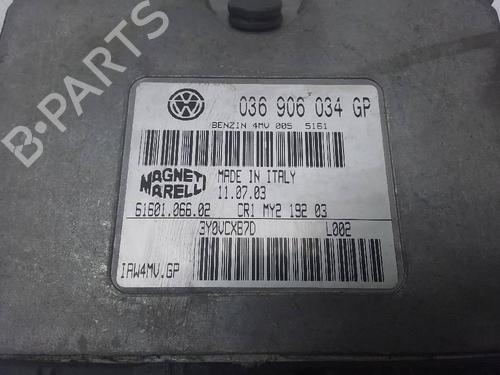 036 906 034 GP
BENZIN 4MV 005 5161
MAGNETI MARELLI
MADE IN ITALY
11.07.03
61601.066.02 CR1 MY2 192 03
3Y0VCXB7D L002
IAW4MV.GP
B-PARTS